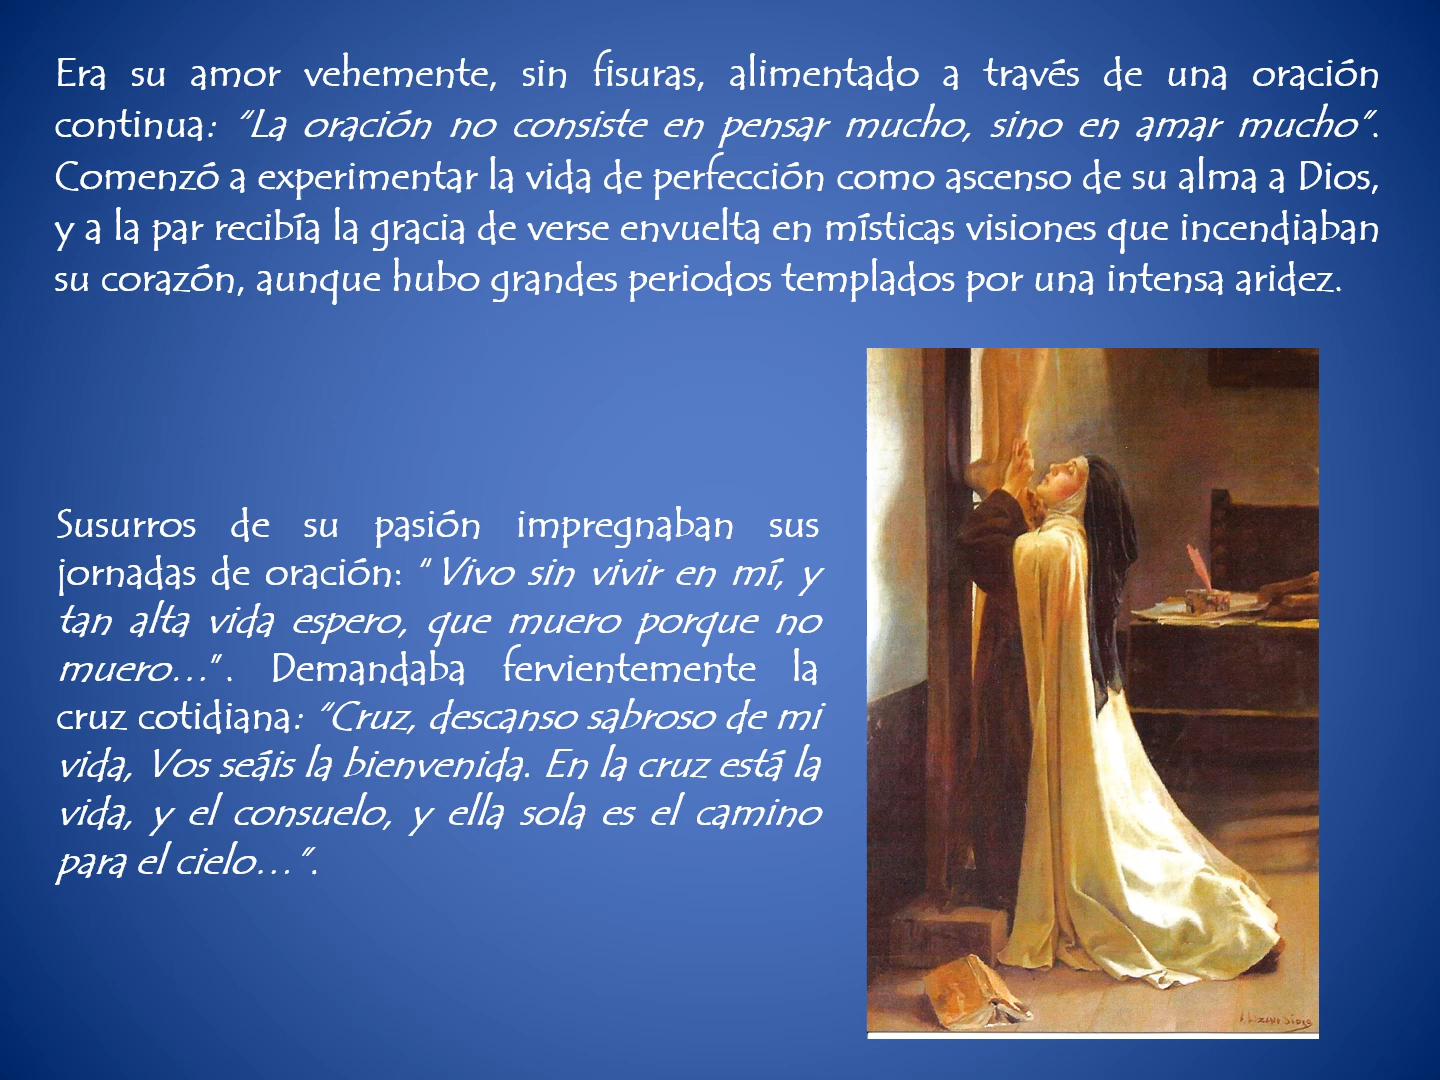 Era su amor vehemente, sin fisuras, alimentado a través de una oración
continua: “La oración no consiste en pensar mucho, sino en amar mucho”.
Comenzó a experimentar la vida de perfección como ascenso de su alma a Dios,
y a la par recibía la gracia de verse envuelta en místicas visiones que incendiaban
su corazón, aunque hubo grandes periodos templados por una intensa aridez.
Susurros de su pasión impregnaban sus
jornadas de oración: “Vivo sin vivir en mí, y
tan alta vida espero, que muero porque no
muero…”. Demandaba fervientemente la
cruz cotidiana: “Cruz, descanso sabroso de mi
vida, Vos seáis la bienvenida. En la cruz está la
vida, y el consuelo, y ella sola es el camino
para el cielo…”.